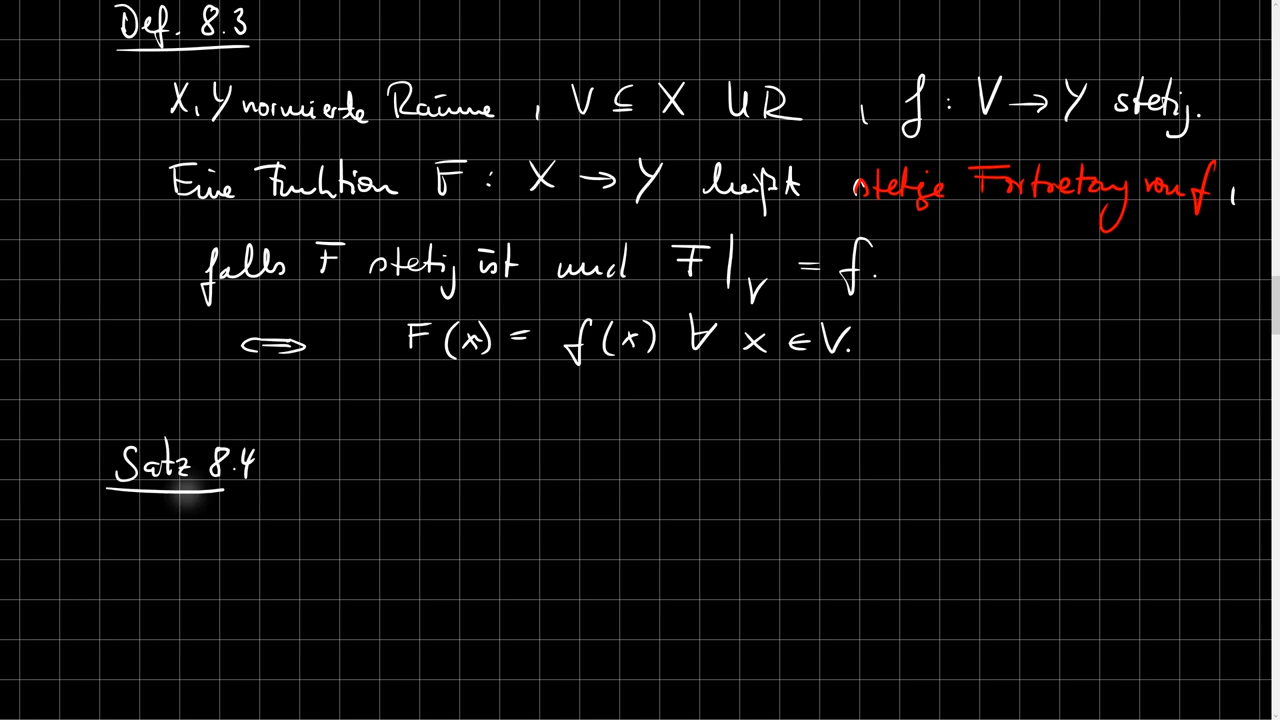 Def. 8.3
X, Y normierte Räume, V ⊆ X UR, f : V → Y stetig.
Eine Funktion F : X → Y heißt stetige Fortsetzung von f,
falls F stetig ist und F|_V = f.
⟺ F(x) = f(x) ∀ x ∈ V.
Satz 8.4